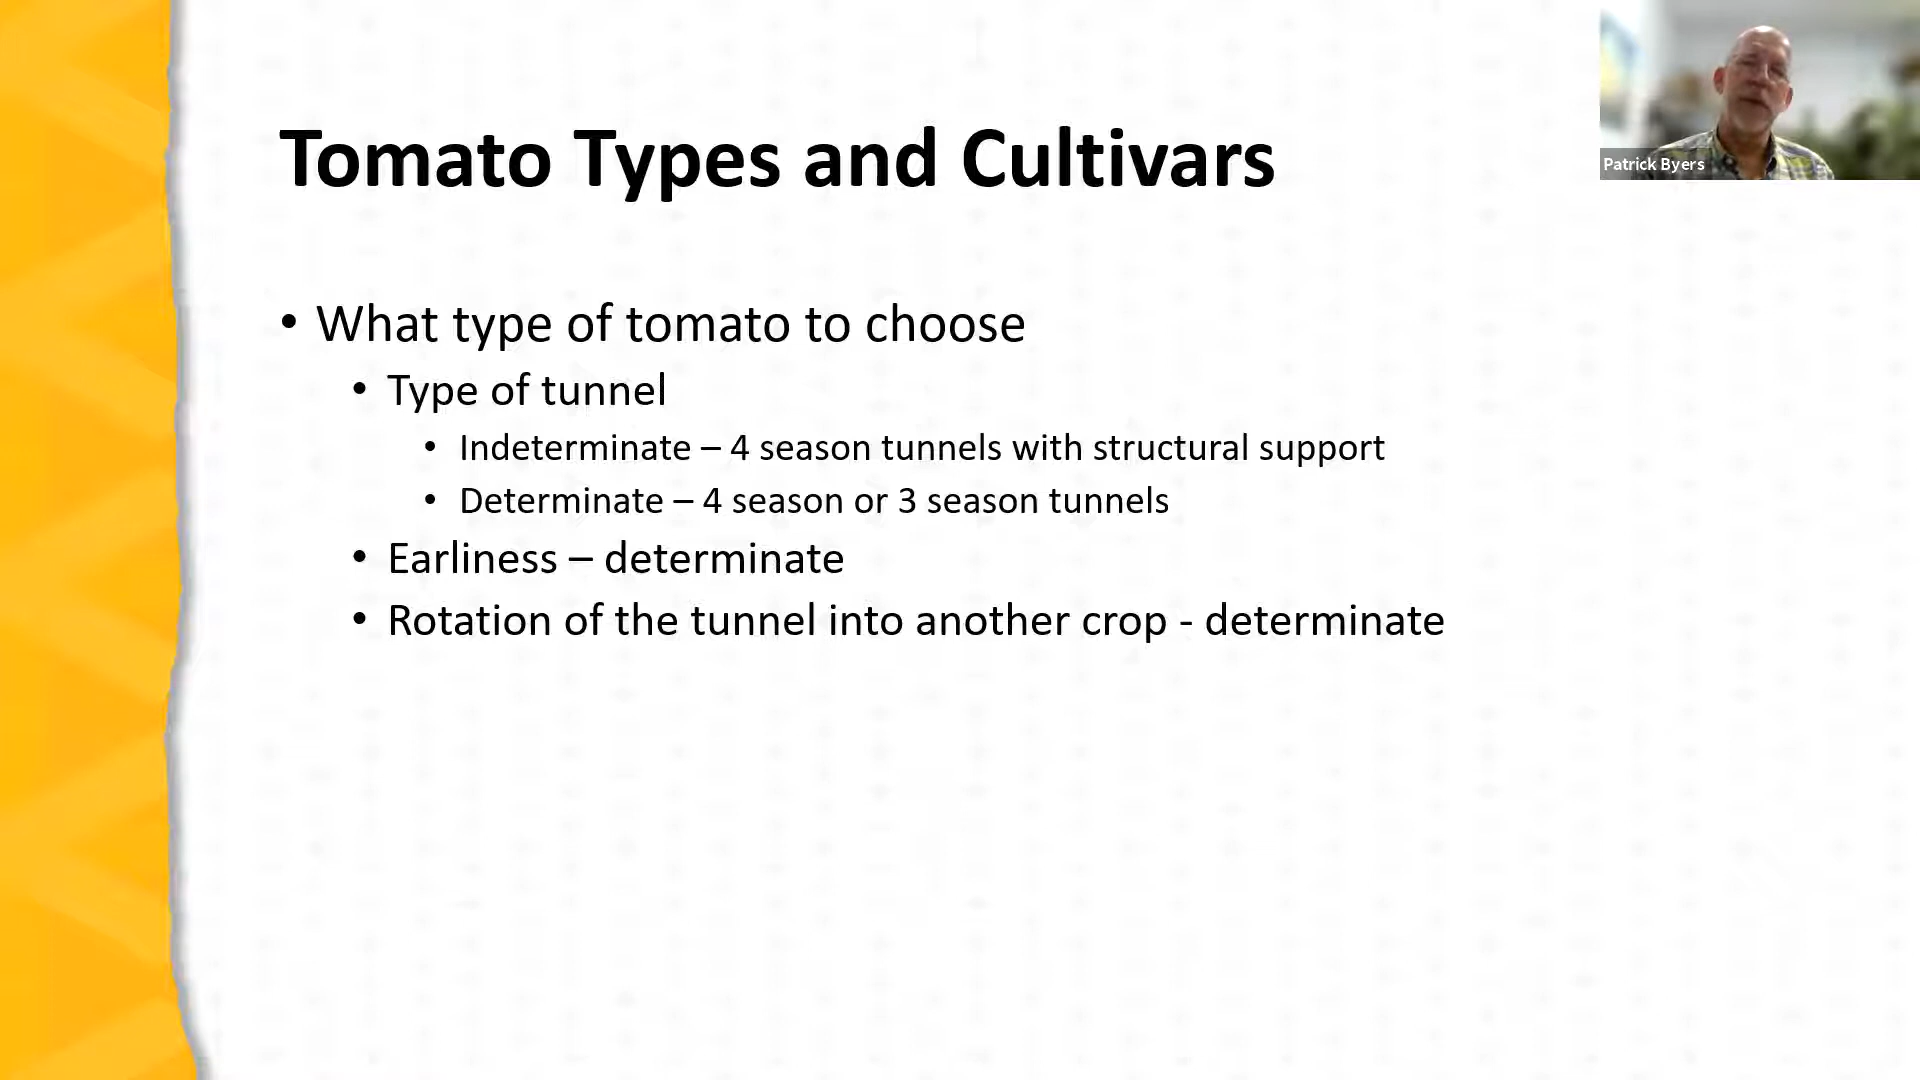 Tomato Types and Cultivars
Patrick Byers
• What type of tomato to choose
• Type of tunnel
• Indeterminate – 4 season tunnels with structural support
• Determinate – 4 season or 3 season tunnels
• Earliness – determinate
• Rotation of the tunnel into another crop - determinate